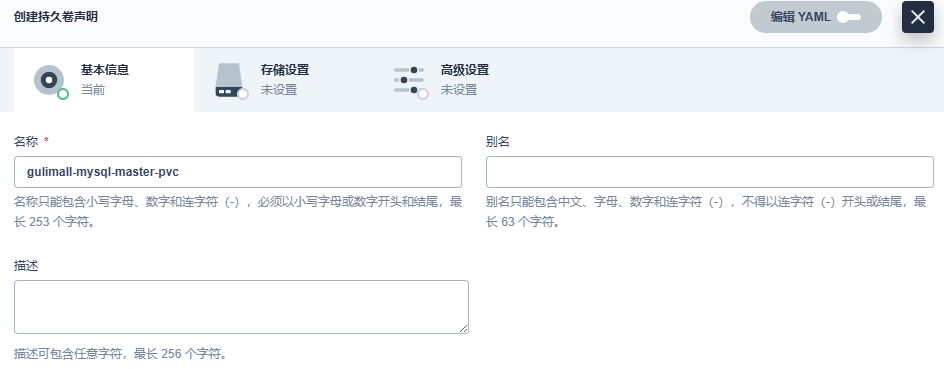 创建持久卷声明
编辑 YAML
基本信息
当前
存储设置
未设置
高级设置
未设置
名称 *
别名
gulimall-mysql-master-pvc
名称只能包含小写字母、数字和连字符（-），必须以小写字母或数字开头和结尾，最
长 253 个字符。
别名只能包含中文、字母、数字和连字符（-），不得以连字符（-）开头或结尾，最
长 63 个字符。
描述
描述可包含任意字符，最长 256 个字符。